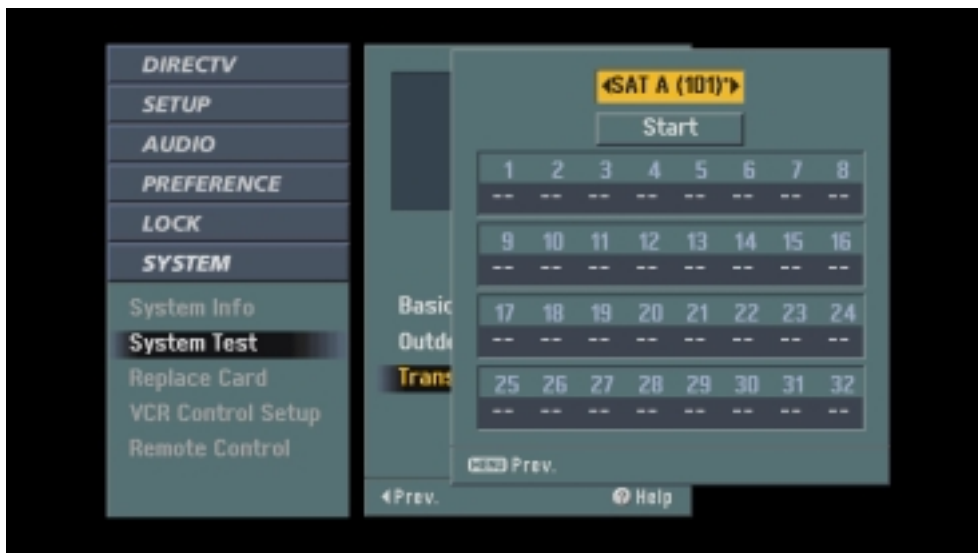 DIRECTV
SETUP
AUDIO
PREFERENCE
LOCK
SYSTEM
System Info
System Test
Replace Card
VCR Control Setup
Remote Control
Basic
Outd
Trans
◀Prev.
Help
◀SAT A (101)°▶
Start
1 2 3 4 5 6 7 8
-- -- -- -- -- -- -- --
9 10 11 12 13 14 15 16
-- -- -- -- -- -- -- --
17 18 19 20 21 22 23 24
-- -- -- -- -- -- -- --
25 26 27 28 29 30 31 32
-- -- -- -- -- -- -- --
MENU Prev.